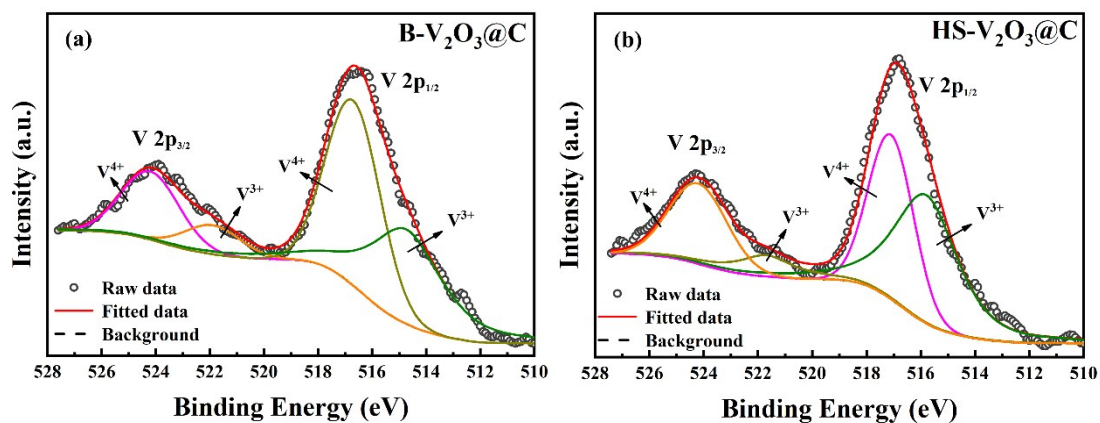 (a)
B-V₂O₃@C
V 2p₁/₂
V 2p₃/₂
V⁴⁺
V³⁺
V⁴⁺
V³⁺
Raw data
Fitted data
Background
Intensity (a.u.)
528 526 524 522 520 518 516 514 512 510
Binding Energy (eV)
(b)
HS-V₂O₃@C
V 2p₁/₂
V 2p₃/₂
V⁴⁺
V³⁺
V⁴⁺
V³⁺
Raw data
Fitted data
Background
Intensity (a.u.)
528 526 524 522 520 518 516 514 512 510
Binding Energy (eV)